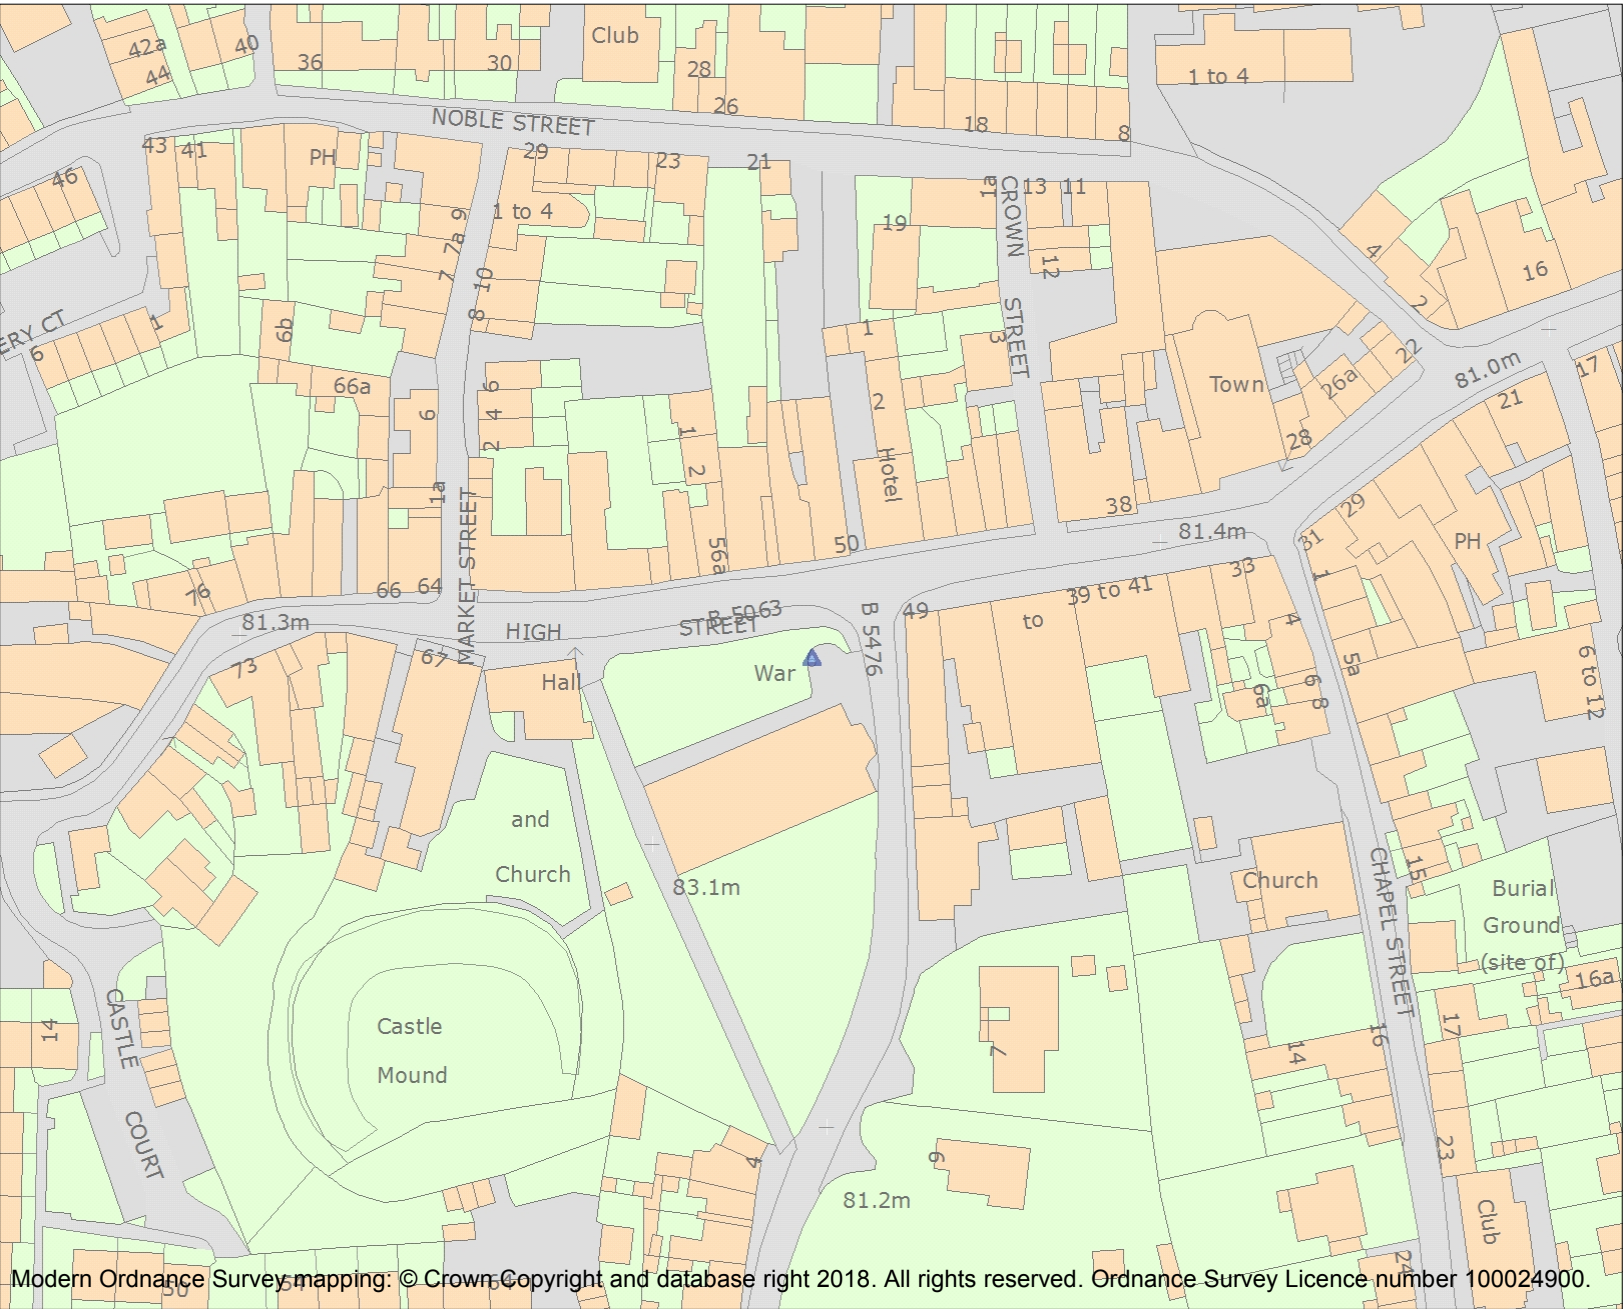 42a
40
44
36
30
Club
28
26
18
8
1 to 4
NOBLE STREET
43
41
PH
29
23
21
1a
13
11
46
1 to 4
9
7a
7
10
8
19
CROWN
STREET
12
3
4
2
16
ERY CT
6
1
6b
66a
6
6
4
2
1
2
1
2
Hotel
Town
26a
22
28
81.0m
17
21
29
31
PH
1a
MARKET STREET
56a
50
38
81.4m
76
66
64
81.3m
HIGH
STREET
B 5063
B 5476
49
to
39 to 41
33
1
4
5a
6
8
6a
6 to 12
73
67
Hall
War
and
Church
83.1m
Church
CHAPEL STREET
15
Burial
Ground
(site of)
16a
Castle
Mound
CASTLE
COURT
14
7
14
16
17
23
4
9
81.2m
Club
24
50
54
64
Modern Ordnance Survey mapping: © Crown Copyright and database right 2018. All rights reserved. Ordnance Survey Licence number 100024900.